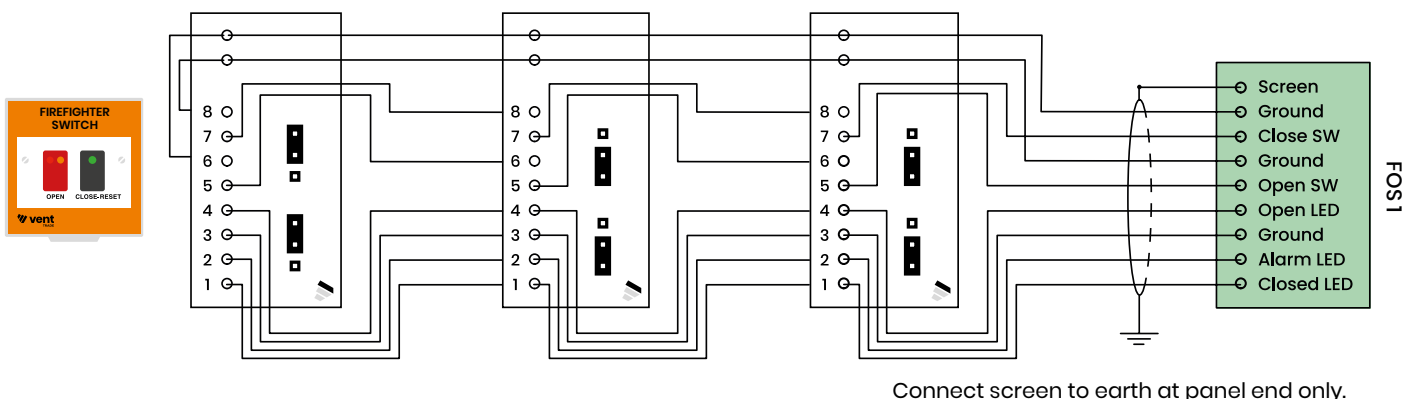 FIREFIGHTER
SWITCH
OPEN CLOSE-RESET
vent
TRADE
8
7
6
5
4
3
2
1
8
7
6
5
4
3
2
1
8
7
6
5
4
3
2
1
Screen
Ground
Close SW
Ground
Open SW
Open LED
Ground
Alarm LED
Closed LED
FOS 1
Connect screen to earth at panel end only.